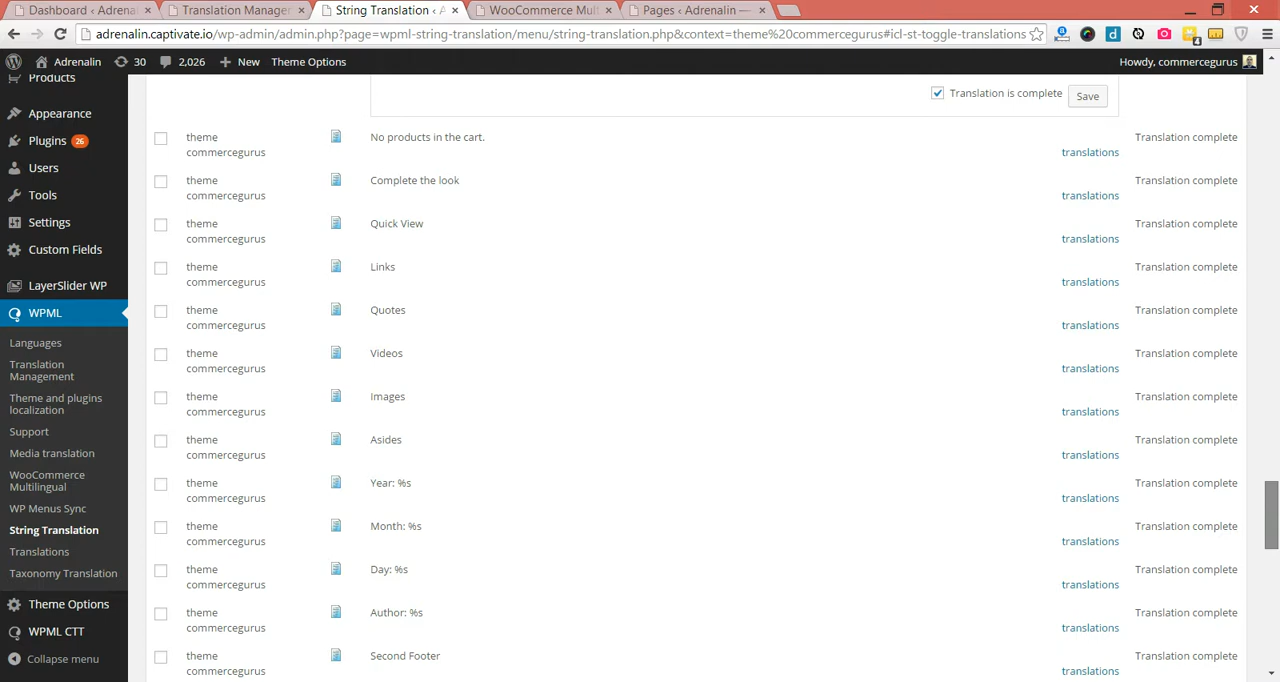 Dashboard ‹ Adrenal
Translation Manager
String Translation ‹ A
WooCommerce Mult
Pages ‹ Adrenalin —
adrenalin.captivate.io/wp-admin/admin.php?page=wpml-string-translation/menu/string-translation.php&context=theme%20commercegurus#icl-st-toggle-translations
Adrenalin 30 2,026 New Theme Options
Howdy, commercegurus
Products
Appearance
Plugins 26
Users
Tools
Settings
Custom Fields
LayerSlider WP
WPML
Languages
Translation
Management
Theme and plugins
localization
Support
Media translation
WooCommerce
Multilingual
WP Menus Sync
String Translation
Translations
Taxonomy Translation
Theme Options
WPML CTT
Collapse menu
Translation is complete Save
theme No products in the cart. Translation complete
commercegurus translations
theme Complete the look Translation complete
commercegurus translations
theme Quick View Translation complete
commercegurus translations
theme Links Translation complete
commercegurus translations
theme Quotes Translation complete
commercegurus translations
theme Videos Translation complete
commercegurus translations
theme Images Translation complete
commercegurus translations
theme Asides Translation complete
commercegurus translations
theme Year: %s Translation complete
commercegurus translations
theme Month: %s Translation complete
commercegurus translations
theme Day: %s Translation complete
commercegurus translations
theme Author: %s Translation complete
commercegurus translations
theme Second Footer Translation complete
commercegurus translations